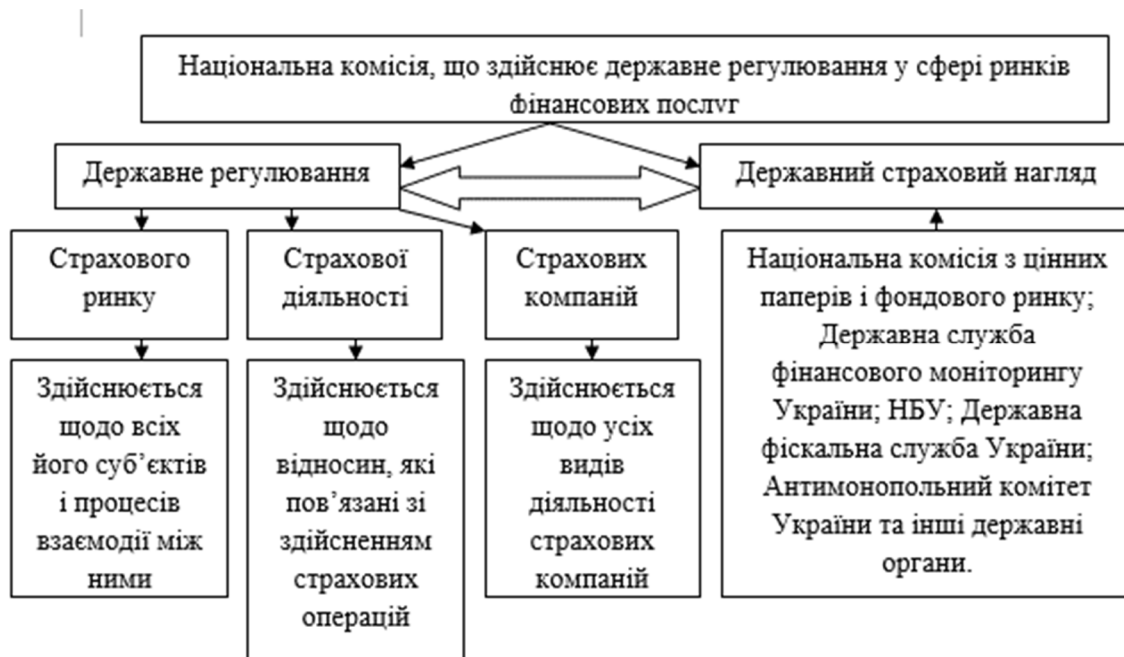 Національна комісія, що здійснює державне регулювання у сфері ринків
фінансових послуг
Державне регулювання
Державний страховий нагляд
Страхового
ринку
Страхової
діяльності
Страхових
компаній
Національна комісія з цінних
паперів і фондового ринку;
Державна служба
фінансового моніторингу
України; НБУ; Державна
фіскальна служба України;
Антимонопольний комітет
України та інші державні
органи.
Здійснюється
щодо всіх
його суб’єктів
і процесів
взаємодії між
ними
Здійснюється
щодо
відносин, які
пов’язані зі
здійсненням
страхових
операцій
Здійснюється
щодо усіх
видів
діяльності
страхових
компаній